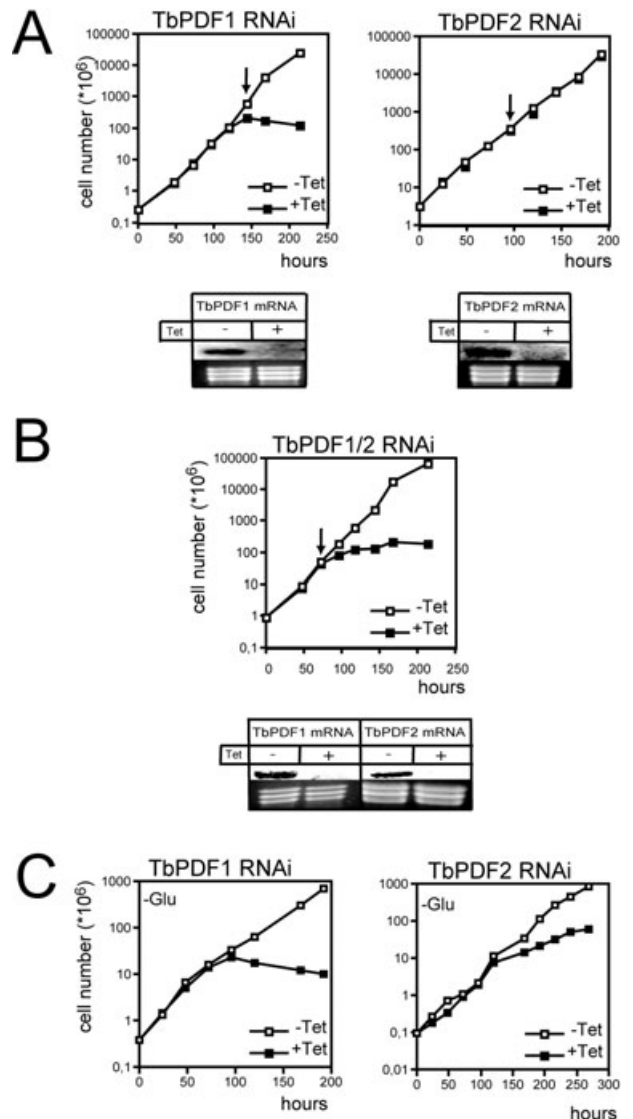 A
TbPDF1 RNAi
TbPDF2 RNAi
cell number (*10⁶)
100000
10000
1000
100
10
1
0,1
-Tet
+Tet
0 50 100 150 200 250
hours
100000
10000
1000
100
10
1
-Tet
+Tet
0 50 100 150 200
hours
TbPDF1 mRNA
Tet - +
TbPDF2 mRNA
Tet - +
B
TbPDF1/2 RNAi
cell number (*10⁶)
100000
10000
1000
100
10
1
0,1
-Tet
+Tet
0 50 100 150 200 250
hours
TbPDF1 mRNA TbPDF2 mRNA
Tet - + - +
C
TbPDF1 RNAi
TbPDF2 RNAi
cell number (*10⁶)
1000
100
10
1
0,1
-Glu
-Tet
+Tet
0 50 100 150 200
hours
1000
100
10
1
0,1
0,01
-Glu
-Tet
+Tet
0 50 100 150 200 250 300
hours